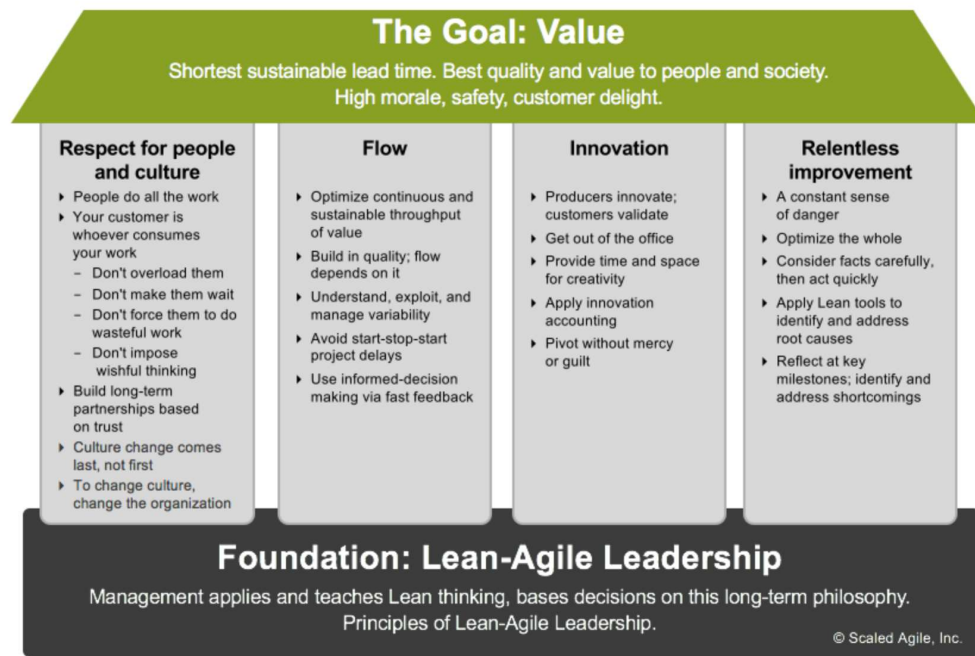 The Goal: Value
Shortest sustainable lead time. Best quality and value to people and society.
High morale, safety, customer delight.
Respect for people
and culture
People do all the work
Your customer is
whoever consumes
your work
- Don't overload them
- Don't make them wait
- Don't force them to do
wasteful work
- Don't impose
wishful thinking
Build long-term
partnerships based
on trust
Culture change comes
last, not first
To change culture,
change the organization
Flow
Optimize continuous and
sustainable throughput
of value
Build in quality; flow
depends on it
Understand, exploit, and
manage variability
Avoid start-stop-start
project delays
Use informed-decision
making via fast feedback
Innovation
Producers innovate;
customers validate
Get out of the office
Provide time and space
for creativity
Apply innovation
accounting
Pivot without mercy
or guilt
Relentless
improvement
A constant sense
of danger
Optimize the whole
Consider facts carefully,
then act quickly
Apply Lean tools to
identify and address
root causes
Reflect at key
milestones; identify and
address shortcomings
Foundation: Lean-Agile Leadership
Management applies and teaches Lean thinking, bases decisions on this long-term philosophy.
Principles of Lean-Agile Leadership.
© Scaled Agile, Inc.